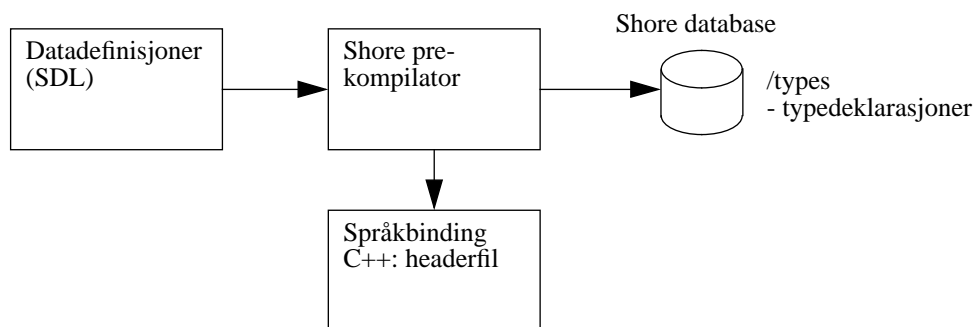 Shore database
Datadefinisjoner
(SDL)
Shore pre-
kompilator
/types
- typedeklarasjoner
Språkbinding
C++: headerfil